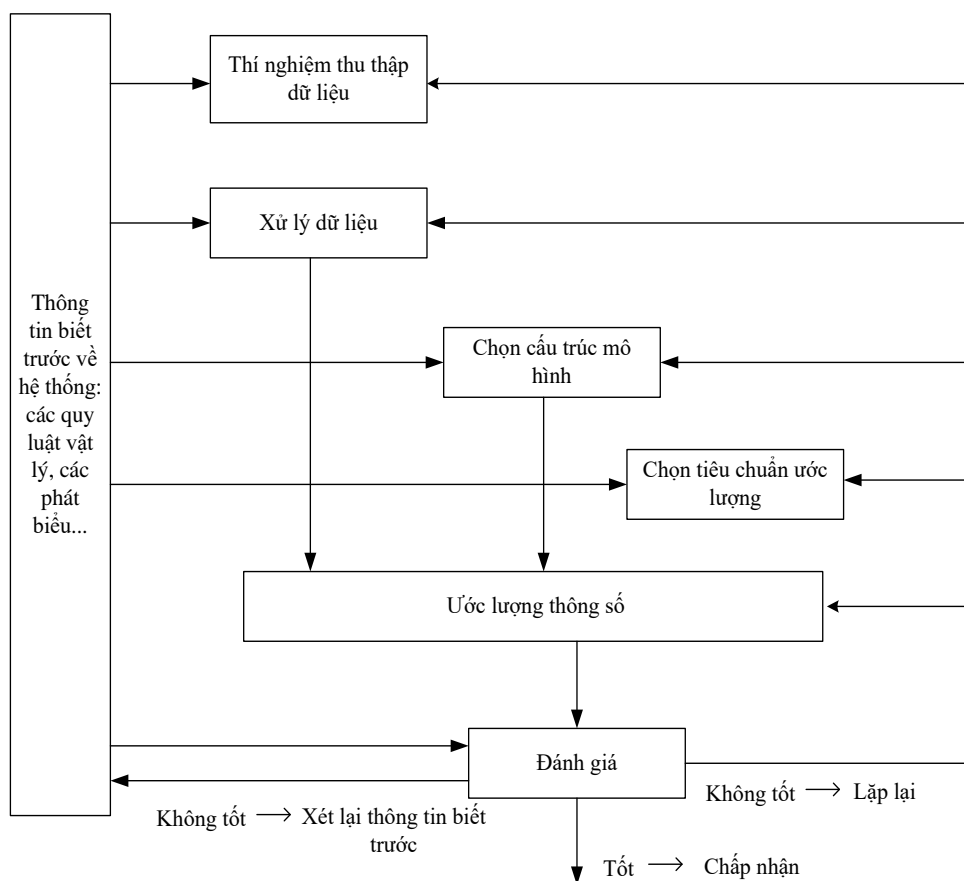 Thí nghiệm thu thập
dữ liệu
Xử lý dữ liệu
Thông
tin biết
trước về
hệ thống:
các quy
luật vật
lý, các
phát
biểu...
Chọn cấu trúc mô
hình
Chọn tiêu chuẩn ước
lượng
Ước lượng thông số
Đánh giá
Không tốt → Lặp lại
Không tốt → Xét lại thông tin biết
trước
Tốt → Chấp nhận